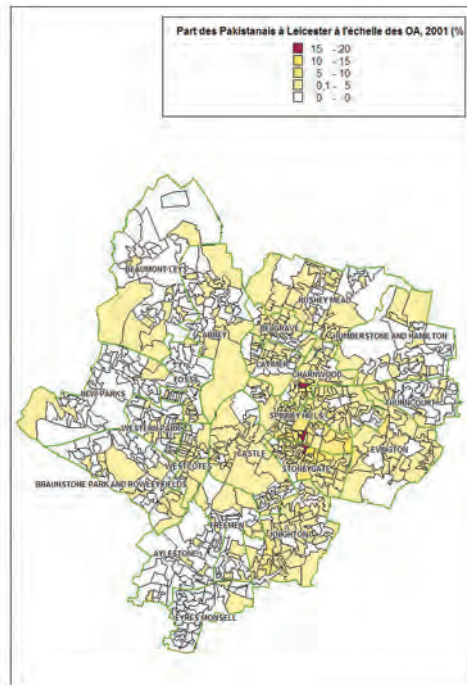 Part des Pakistanais à Leicester à l'échelle des OA, 2001 (%
15 - 20
10 - 15
5 - 10
0,1 - 5
0 - 0
BEAUMONT LEYS
RUSHEY MEAD
ABBEY
BELGRAVE
HUMBERSTONE AND HAMILTON
LATIMER
CHARNWOOD
FOSSE
NEW PARKS
THURNCOURT
SPINNEY HILLS
WESTERN PARK
EVINGTON
CASTLE
WESTCOTES
STONEYGATE
BRAUNSTONE PARK AND ROWLEY FIELDS
FREEMEN
KNIGHTON
AYLESTONE
EYRES MONSELL